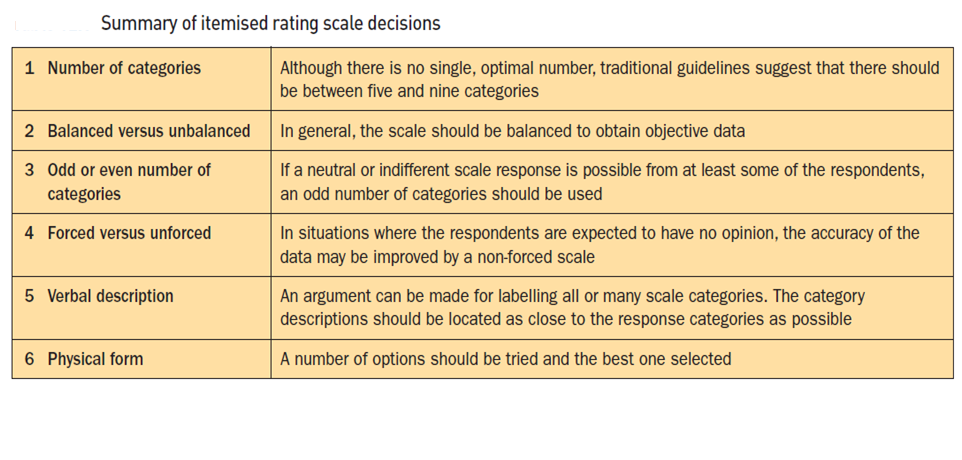 Summary of itemised rating scale decisions
1 Number of categories
Although there is no single, optimal number, traditional guidelines suggest that there should
be between five and nine categories
2 Balanced versus unbalanced
In general, the scale should be balanced to obtain objective data
3 Odd or even number of
categories
If a neutral or indifferent scale response is possible from at least some of the respondents,
an odd number of categories should be used
4 Forced versus unforced
In situations where the respondents are expected to have no opinion, the accuracy of the
data may be improved by a non-forced scale
5 Verbal description
An argument can be made for labelling all or many scale categories. The category
descriptions should be located as close to the response categories as possible
6 Physical form
A number of options should be tried and the best one selected